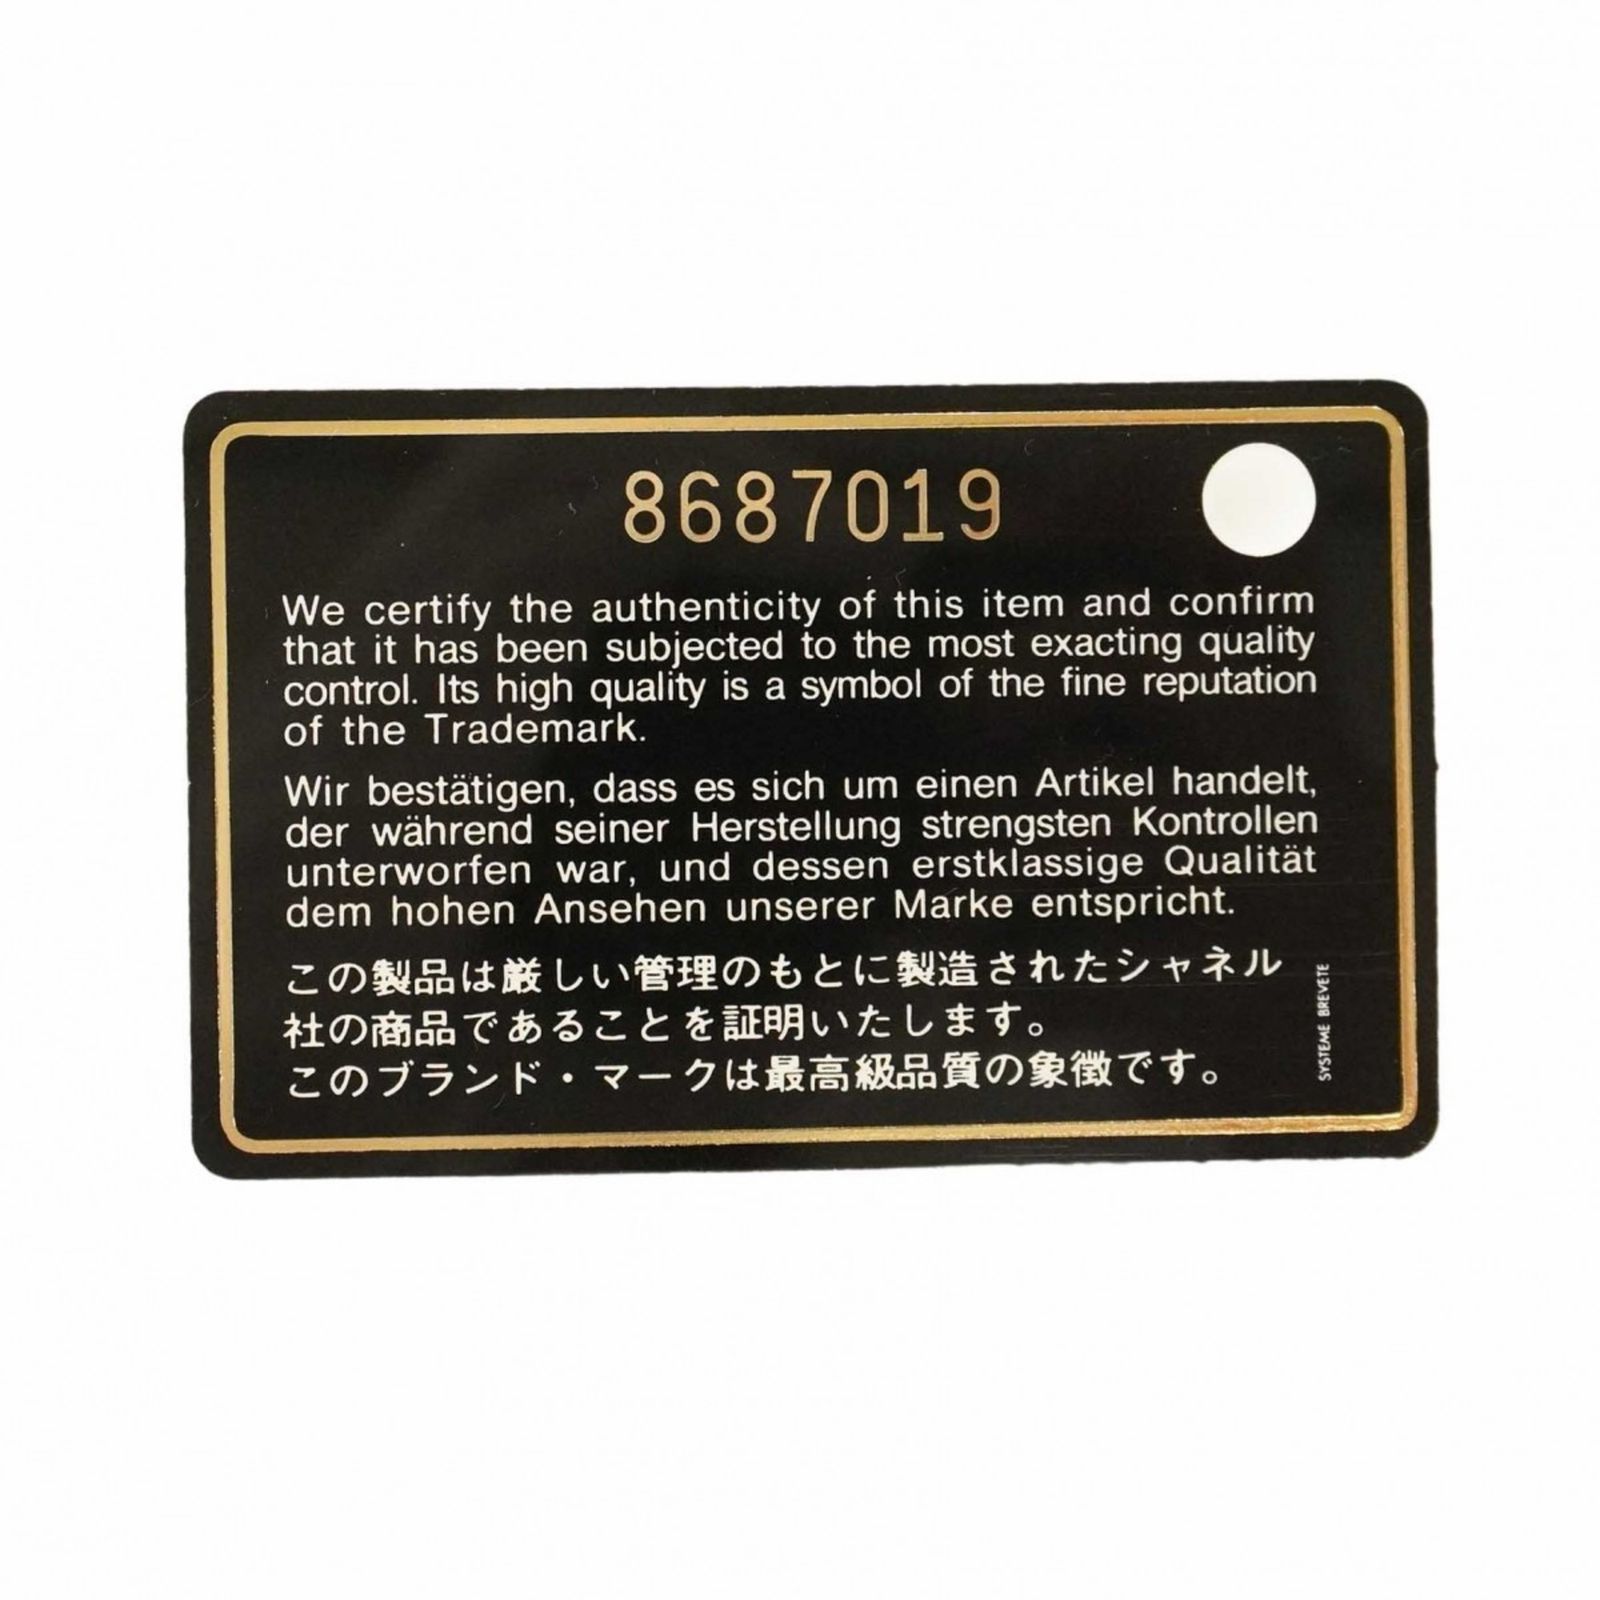 8687019
We certify the authenticity of this item and confirm
that it has been subjected to the most exacting quality
control. Its high quality is a symbol of the fine reputation
of the Trademark.
Wir bestätigen, dass es sich um einen Artikel handelt,
der während seiner Herstellung strengsten Kontrollen
unterworfen war, und dessen erstklassige Qualität
dem hohen Ansehen unserer Marke entspricht.
この製品は厳しい管理のもとに製造されたシャネル
社の商品であることを証明いたします。
このブランド・マークは最高級品質の象徴です。
SYSTEME BREVETE